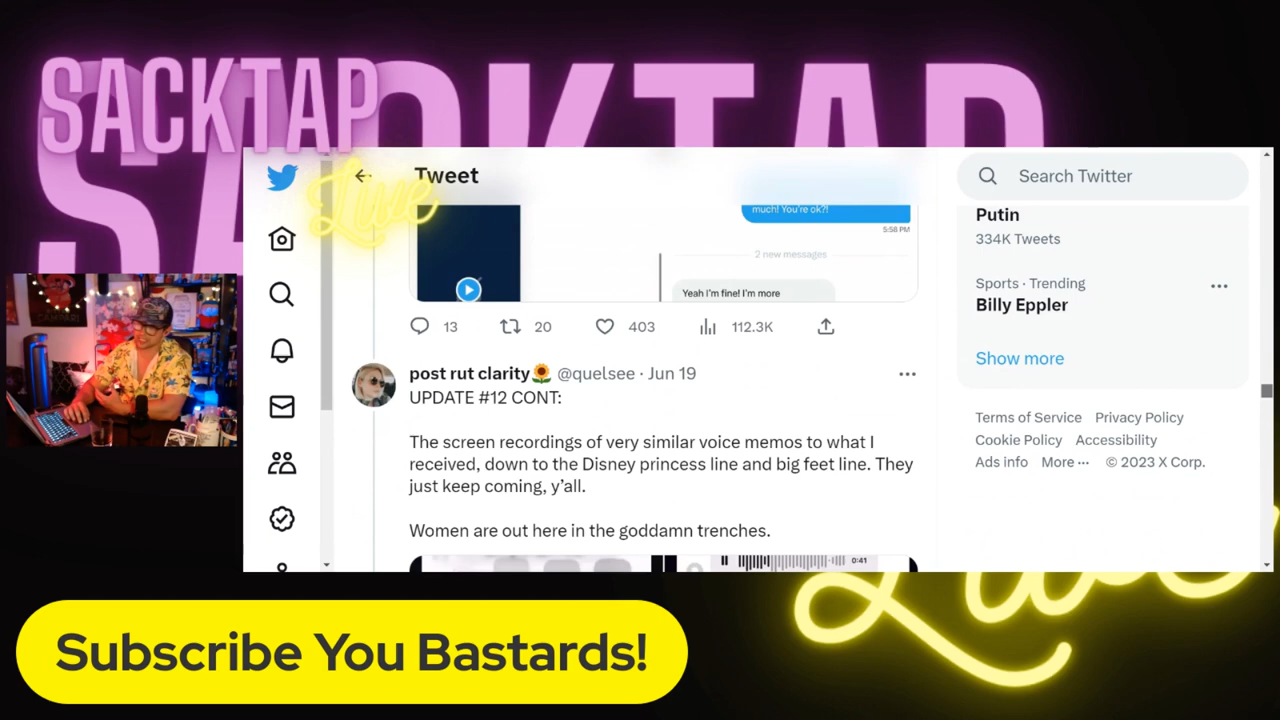 SACKTAP
SACKTAP
Live
Tweet
much! You're ok?!
5:58 PM
2 new messages
Yeah I'm fine! I'm more
13
20
403
112.3K
post rut clarity🌻 @quelsee · Jun 19
UPDATE #12 CONT:
The screen recordings of very similar voice memos to what I
received, down to the Disney princess line and big feet line. They
just keep coming, y'all.
Women are out here in the goddamn trenches.
0:41
Search Twitter
Putin
334K Tweets
Sports · Trending
Billy Eppler
Show more
Terms of Service Privacy Policy
Cookie Policy Accessibility
Ads info More ··· © 2023 X Corp.
Live
Subscribe You Bastards!